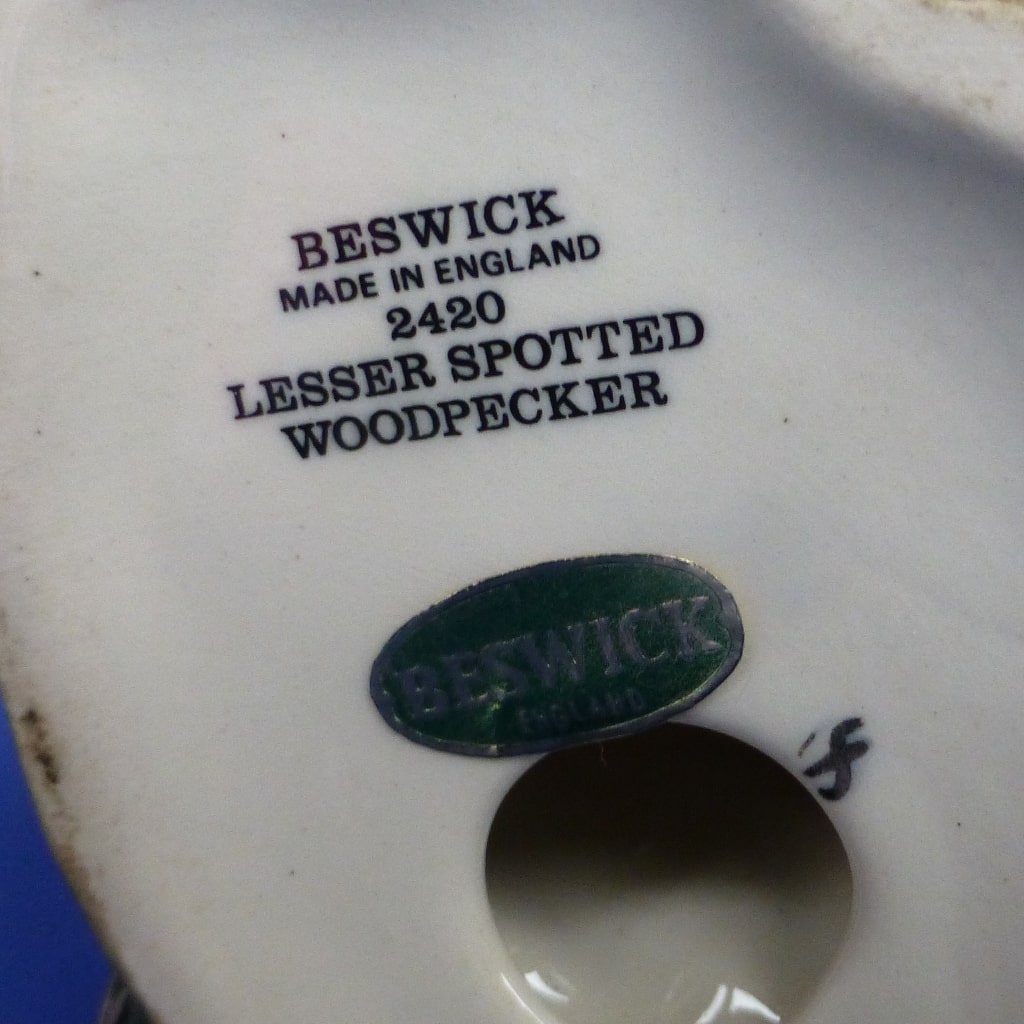 BESWICK
MADE IN ENGLAND
2420
LESSER SPOTTED
WOODPECKER
BESWICK
ENGLAND